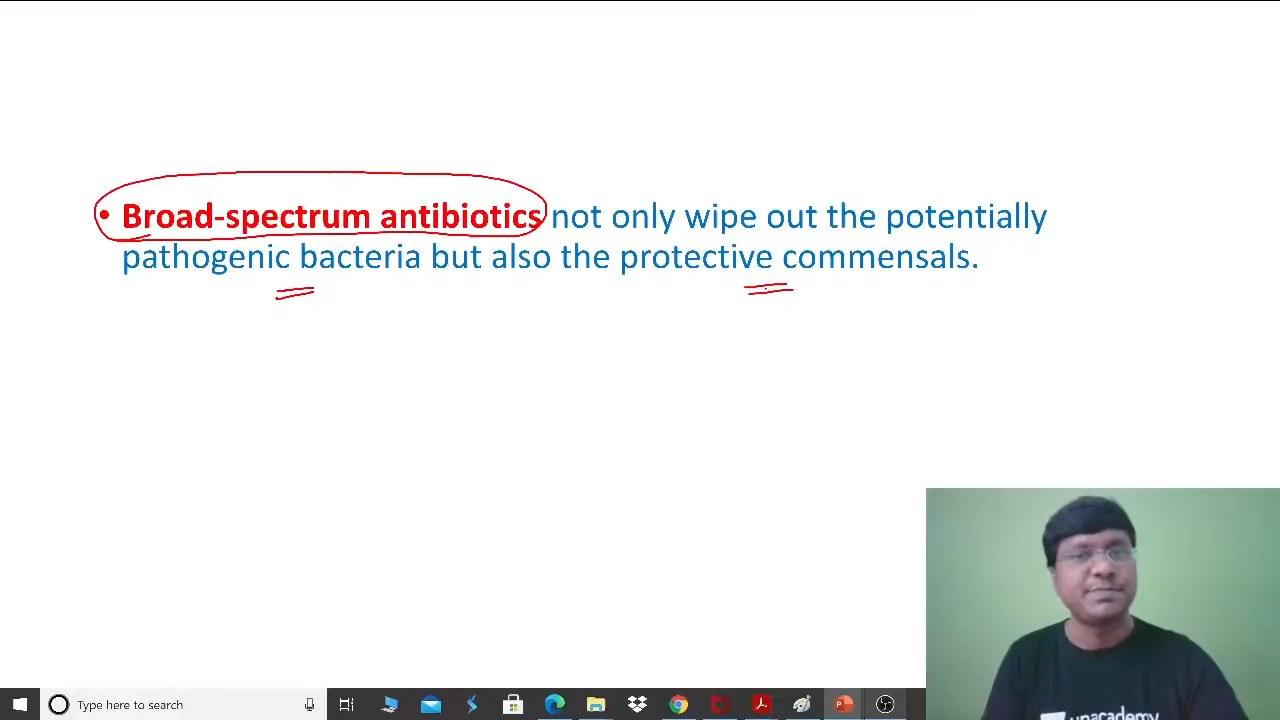 • Broad-spectrum antibiotics not only wipe out the potentially
pathogenic bacteria but also the protective commensals.
Type here to search
unacademy